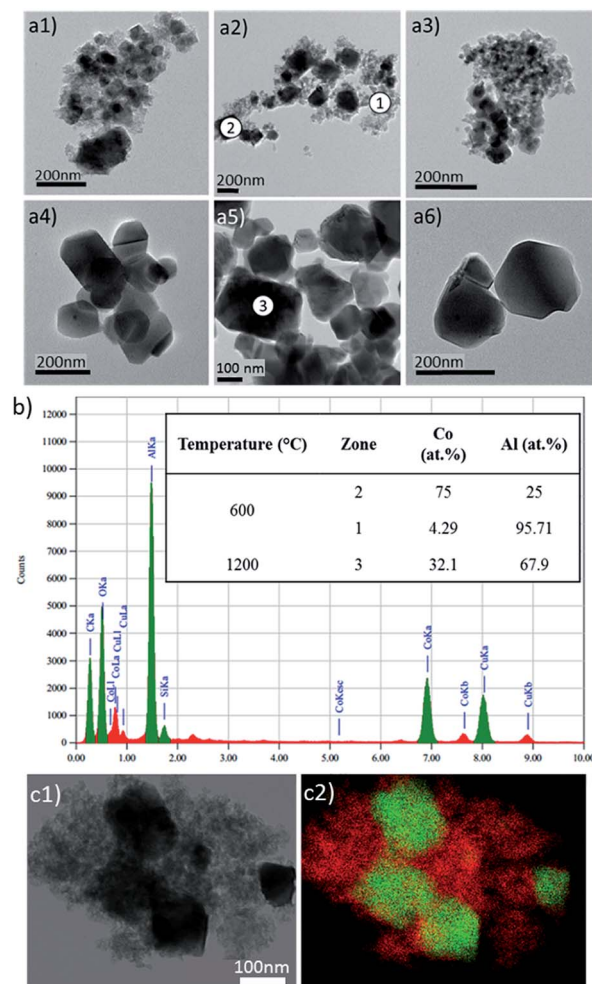 a1)
200nm
a2)
1
2
200nm
a3)
200nm
a4)
200nm
a5)
3
100 nm
a6)
200nm
b)
12000
11000
10000
9000
8000
7000
6000
5000
4000
3000
2000
1000
0
Counts
0.00 1.00 2.00 3.00 4.00 5.00 6.00 7.00 8.00 9.00 10.00
CKa
OKa
CoLl
CoLa
CuLl
CuLa
AlKa
SiKa
CoKesc
CoKa
CoKb
CuKa
CuKb
Temperature (°C) Zone Co (at.%) Al (at.%)
600 2 75 25
1 4.29 95.71
1200 3 32.1 67.9
c1)
100nm
c2)